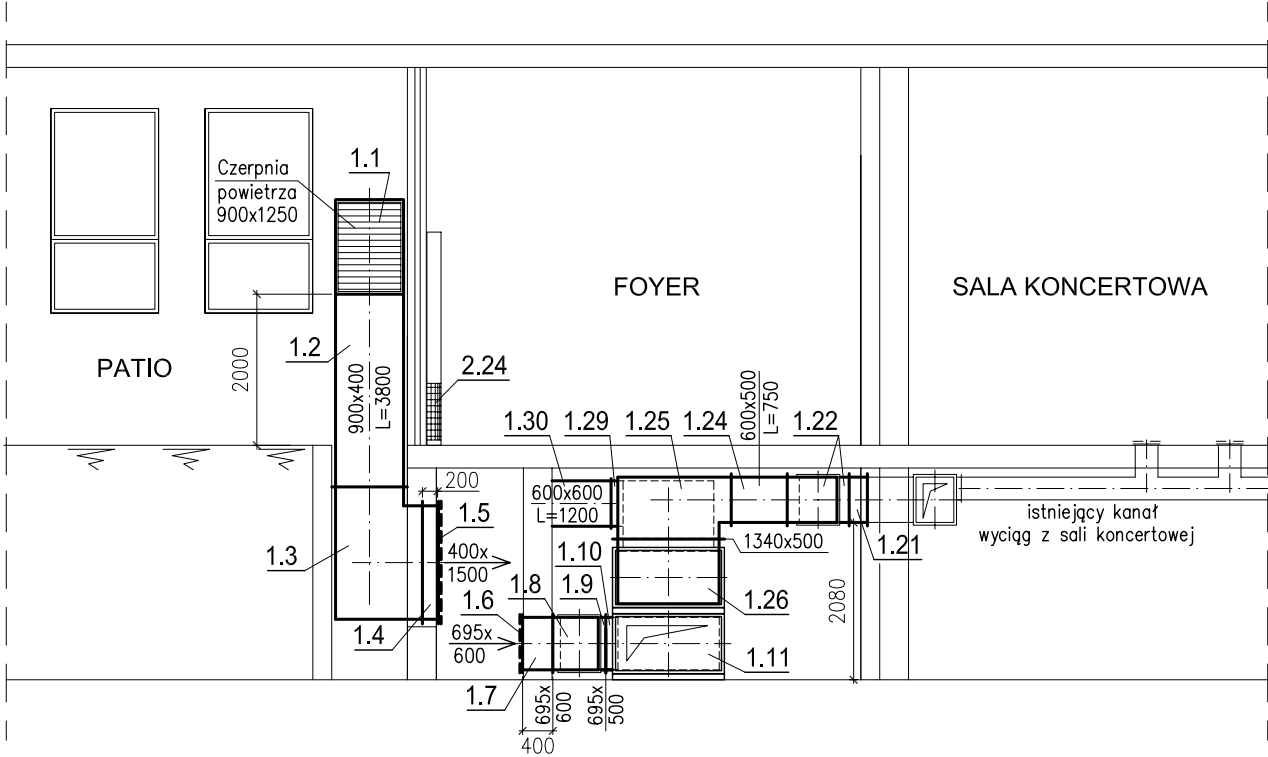 Czerpnia
powietrza
900x1250
1.1
FOYER
SALA KONCERTOWA
PATIO
1.2
2000
900x400
L=3800
2.24
1.30
1.29
1.25
1.24
600x500
L=750
1.22
200
600x600
L=1200
1.5
1.3
400x
1500
1.10
1340x500
1.21
istniejący kanał
wyciąg z sali koncertowej
1.6
1.8
1.9
1.26
2080
1.4
695x
600
1.11
1.7
695x
600
695x
500
400